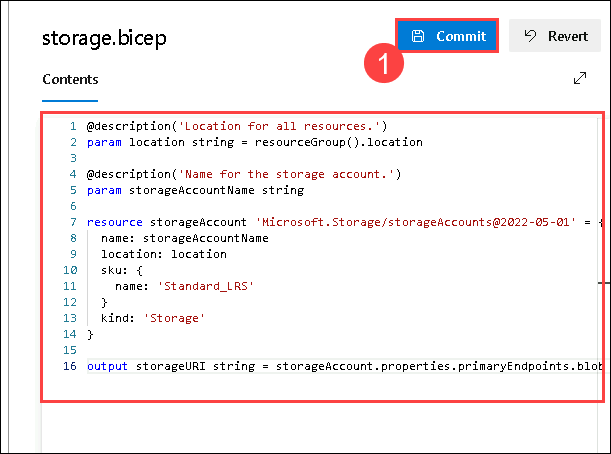 storage.bicep
Commit
Revert
1
Contents
1 @description('Location for all resources.')
2 param location string = resourceGroup().location
3
4 @description('Name for the storage account.')
5 param storageAccountName string
6
7 resource storageAccount 'Microsoft.Storage/storageAccounts@2022-05-01' = {
8   name: storageAccountName
9   location: location
10   sku: {
11     name: 'Standard_LRS'
12   }
13   kind: 'Storage'
14 }
15
16 output storageURI string = storageAccount.properties.primaryEndpoints.blob